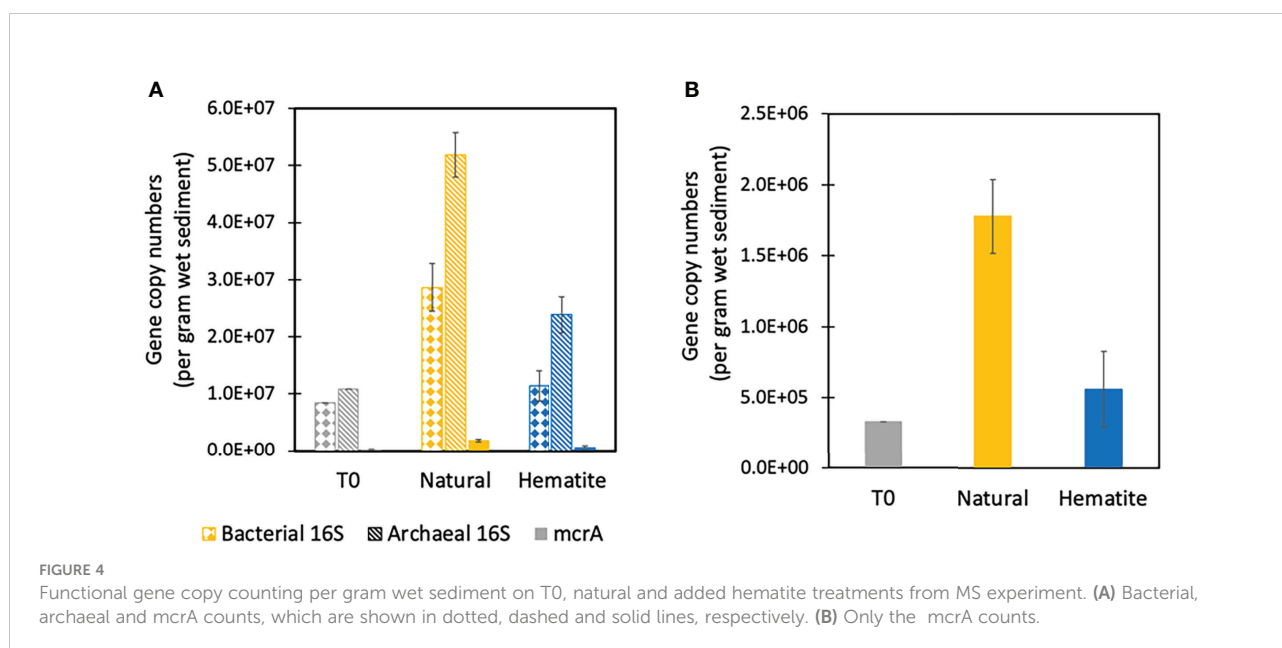 A
Gene copy numbers
(per gram wet sediment)
6.0E+07
5.0E+07
4.0E+07
3.0E+07
2.0E+07
1.0E+07
0.0E+00
T0 Natural Hematite
Bacterial 16S Archaeal 16S mcrA
B
Gene copy numbers
(per gram wet sediment)
2.5E+06
2.0E+06
1.5E+06
1.0E+06
5.0E+05
0.0E+00
T0 Natural Hematite
FIGURE 4
Functional gene copy counting per gram wet sediment on T0, natural and added hematite treatments from MS experiment. (A) Bacterial,
archaeal and mcrA counts, which are shown in dotted, dashed and solid lines, respectively. (B) Only the mcrA counts.